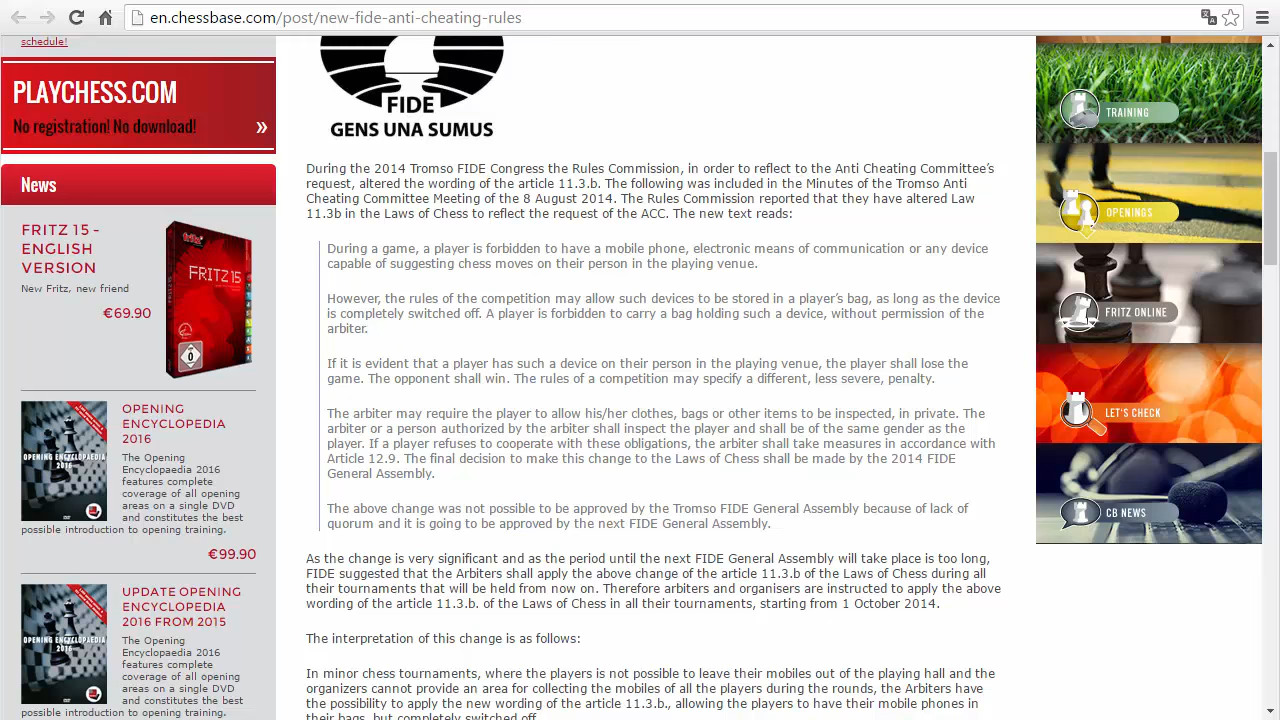 en.chessbase.com/post/new-fide-anti-cheating-rules
schedule!
PLAYCHESS.COM
No registration! No download!
»
News
FRITZ 15 -
ENGLISH
VERSION
New Fritz, new friend
€69.90
fritz
FRITZ15
OPENING
ENCYCLOPEDIA
2016
The Opening
Encyclopaedia 2016
features complete
coverage of all opening
areas on a single DVD
and constitutes the best
possible introduction to opening training.
OPENING ENCYCLOPAEDIA
2016
€99.90
UPDATE OPENING
ENCYCLOPEDIA
2016 FROM 2015
The Opening
Encyclopaedia 2016
features complete
coverage of all opening
areas on a single DVD
and constitutes the best
possible introduction to opening training.
OPENING ENCYCLOPAEDIA
2016
FIDE
GENS UNA SUMUS
During the 2014 Tromso FIDE Congress the Rules Commission, in order to reflect to the Anti Cheating Committee's
request, altered the wording of the article 11.3.b. The following was included in the Minutes of the Tromso Anti
Cheating Committee Meeting of the 8 August 2014. The Rules Commission reported that they have altered Law
11.3b in the Laws of Chess to reflect the request of the ACC. The new text reads:
During a game, a player is forbidden to have a mobile phone, electronic means of communication or any device
capable of suggesting chess moves on their person in the playing venue.
However, the rules of the competition may allow such devices to be stored in a player's bag, as long as the device
is completely switched off. A player is forbidden to carry a bag holding such a device, without permission of the
arbiter.
If it is evident that a player has such a device on their person in the playing venue, the player shall lose the
game. The opponent shall win. The rules of a competition may specify a different, less severe, penalty.
The arbiter may require the player to allow his/her clothes, bags or other items to be inspected, in private. The
arbiter or a person authorized by the arbiter shall inspect the player and shall be of the same gender as the
player. If a player refuses to cooperate with these obligations, the arbiter shall take measures in accordance with
Article 12.9. The final decision to make this change to the Laws of Chess shall be made by the 2014 FIDE
General Assembly.
The above change was not possible to be approved by the Tromso FIDE General Assembly because of lack of
quorum and it is going to be approved by the next FIDE General Assembly.
As the change is very significant and as the period until the next FIDE General Assembly will take place is too long,
FIDE suggested that the Arbiters shall apply the above change of the article 11.3.b of the Laws of Chess during all
their tournaments that will be held from now on. Therefore arbiters and organisers are instructed to apply the above
wording of the article 11.3.b. of the Laws of Chess in all their tournaments, starting from 1 October 2014.
The interpretation of this change is as follows:
In minor chess tournaments, where the players is not possible to leave their mobiles out of the playing hall and the
organizers cannot provide an area for collecting the mobiles of all the players during the rounds, the Arbiters have
the possibility to apply the new wording of the article 11.3.b., allowing the players to have their mobile phones in
their bags, but completely switched off.
TRAINING
OPENINGS
FRITZ ONLINE
LET'S CHECK
CB NEWS